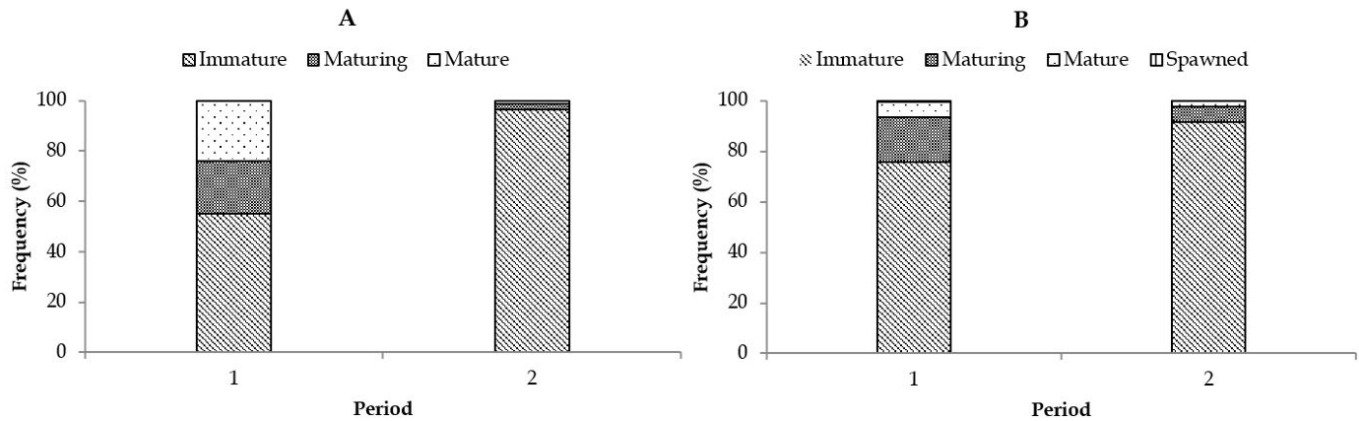 A
Immature Maturing Mature
100
80
60
40
20
0
Frequency (%)
1 2
Period
B
Immature Maturing Mature Spawned
100
80
60
40
20
0
Frequency (%)
1 2
Period